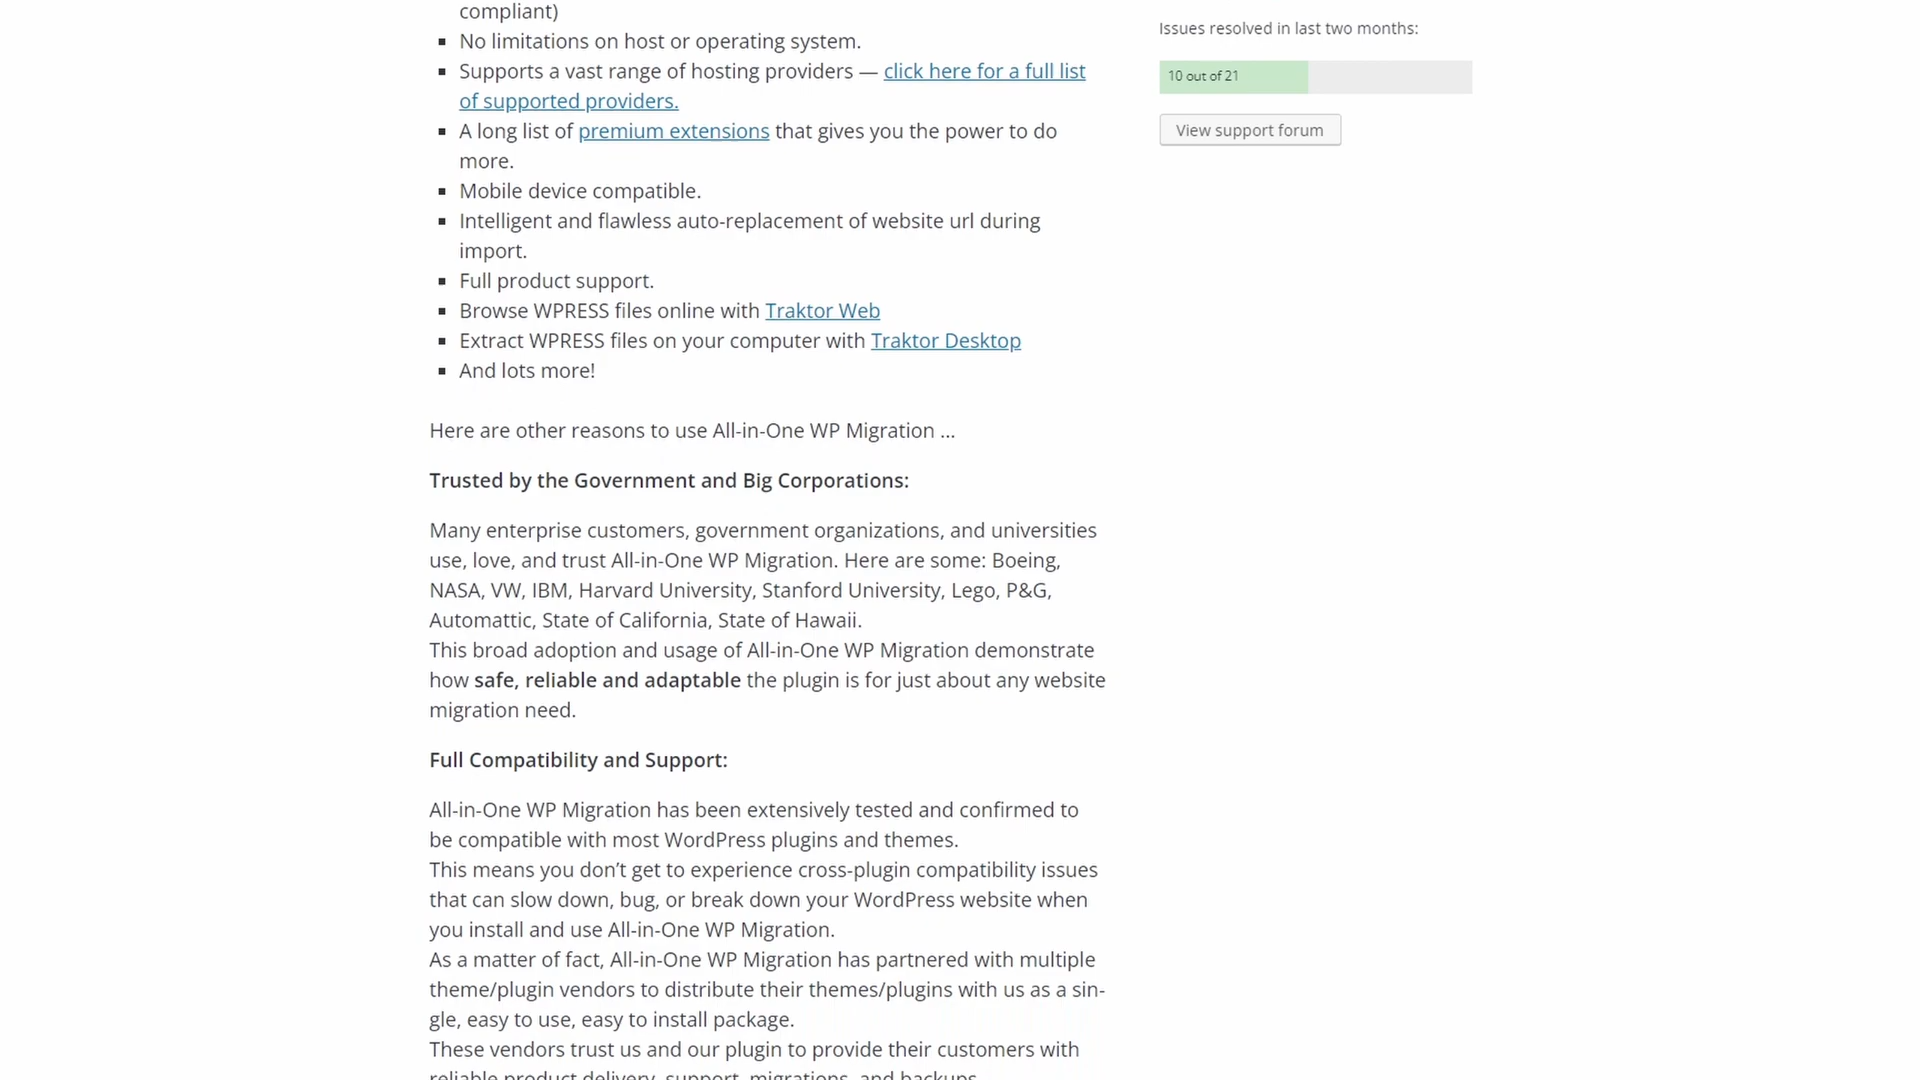 compliant)
No limitations on host or operating system.
Supports a vast range of hosting providers — click here for a full list
of supported providers.
A long list of premium extensions that gives you the power to do
more.
Mobile device compatible.
Intelligent and flawless auto-replacement of website url during
import.
Full product support.
Browse WPRESS files online with Traktor Web
Extract WPRESS files on your computer with Traktor Desktop
And lots more!
Here are other reasons to use All-in-One WP Migration …
Trusted by the Government and Big Corporations:
Many enterprise customers, government organizations, and universities
use, love, and trust All-in-One WP Migration. Here are some: Boeing,
NASA, VW, IBM, Harvard University, Stanford University, Lego, P&G,
Automattic, State of California, State of Hawaii.
This broad adoption and usage of All-in-One WP Migration demonstrate
how safe, reliable and adaptable the plugin is for just about any website
migration need.
Full Compatibility and Support:
All-in-One WP Migration has been extensively tested and confirmed to
be compatible with most WordPress plugins and themes.
This means you don’t get to experience cross-plugin compatibility issues
that can slow down, bug, or break down your WordPress website when
you install and use All-in-One WP Migration.
As a matter of fact, All-in-One WP Migration has partnered with multiple
theme/plugin vendors to distribute their themes/plugins with us as a sin-
gle, easy to use, easy to install package.
These vendors trust us and our plugin to provide their customers with
reliable product delivery, support, migrations, and backups.
Issues resolved in last two months:
10 out of 21
View support forum